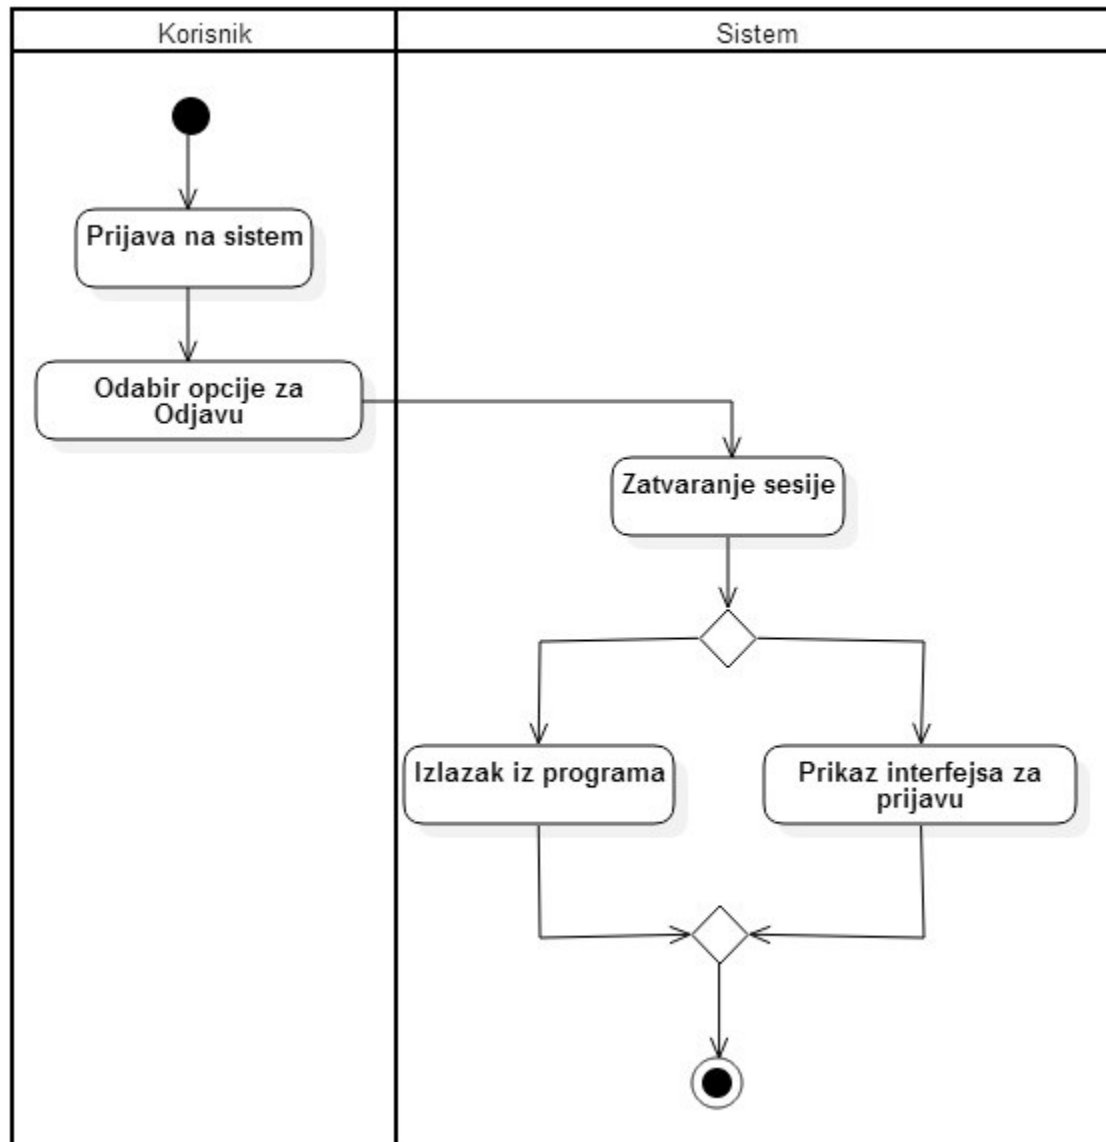 Korisnik
Sistem
Prijava na sistem
Odabir opcije za
Odjavu
Zatvaranje sesije
Izlazak iz programa
Prikaz interfejsa za
prijavu